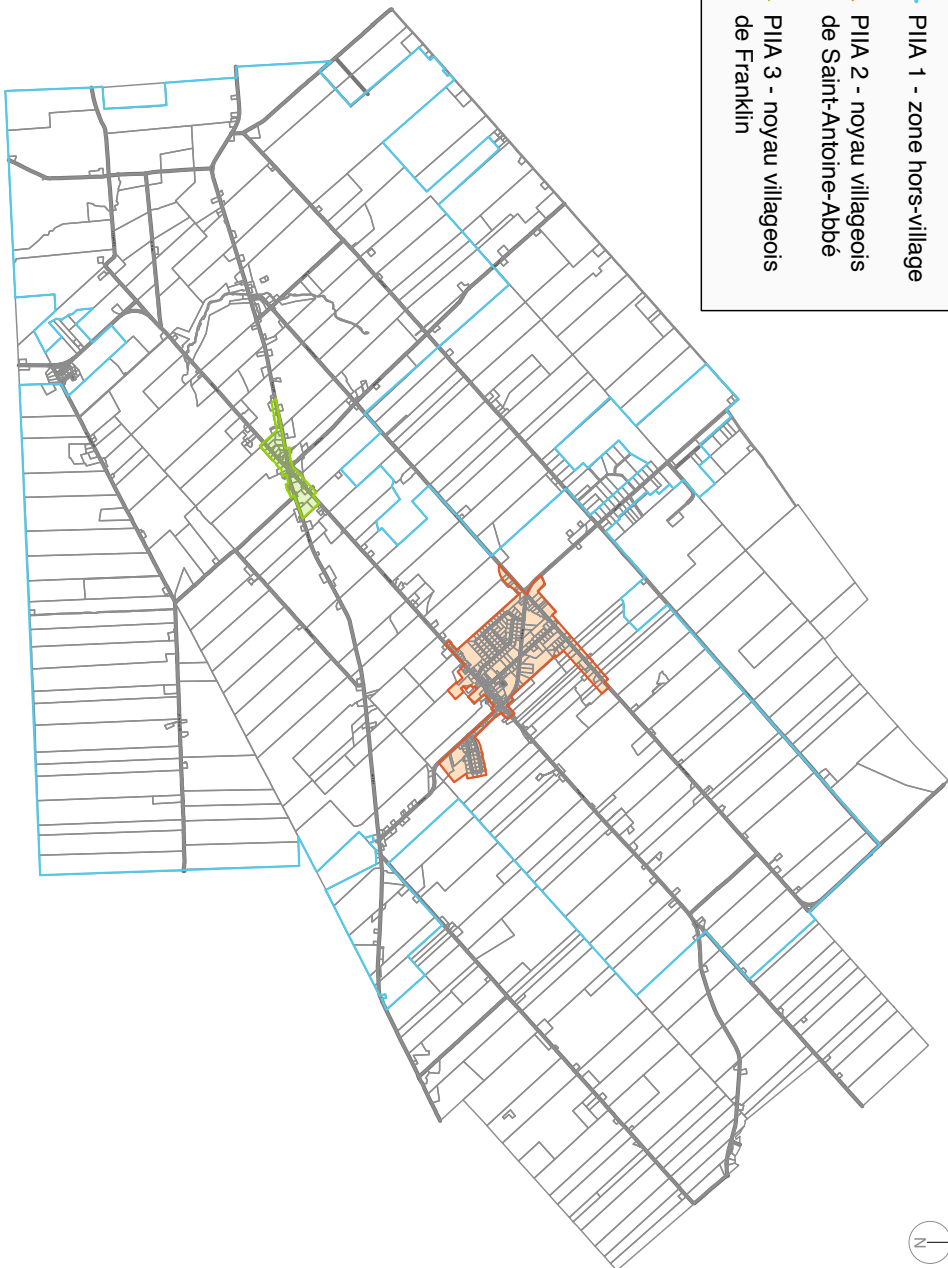 PIIA 1 - zone hors-village
PIIA 2 - noyau villageois
de Saint-Antoine-Abbé
PIIA 3 - noyau villageois
de Franklin
N